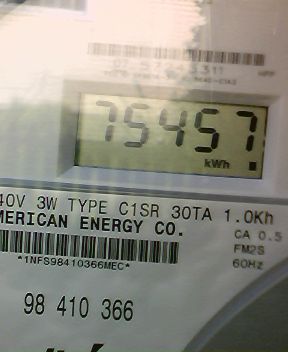 75457
kWh
40V 3W TYPE C1SR 30TA 1.0Kh
MERICAN ENERGY CO.
CA 0.5
FM2S
60Hz
*1NFS98410366MEC*
98 410 366